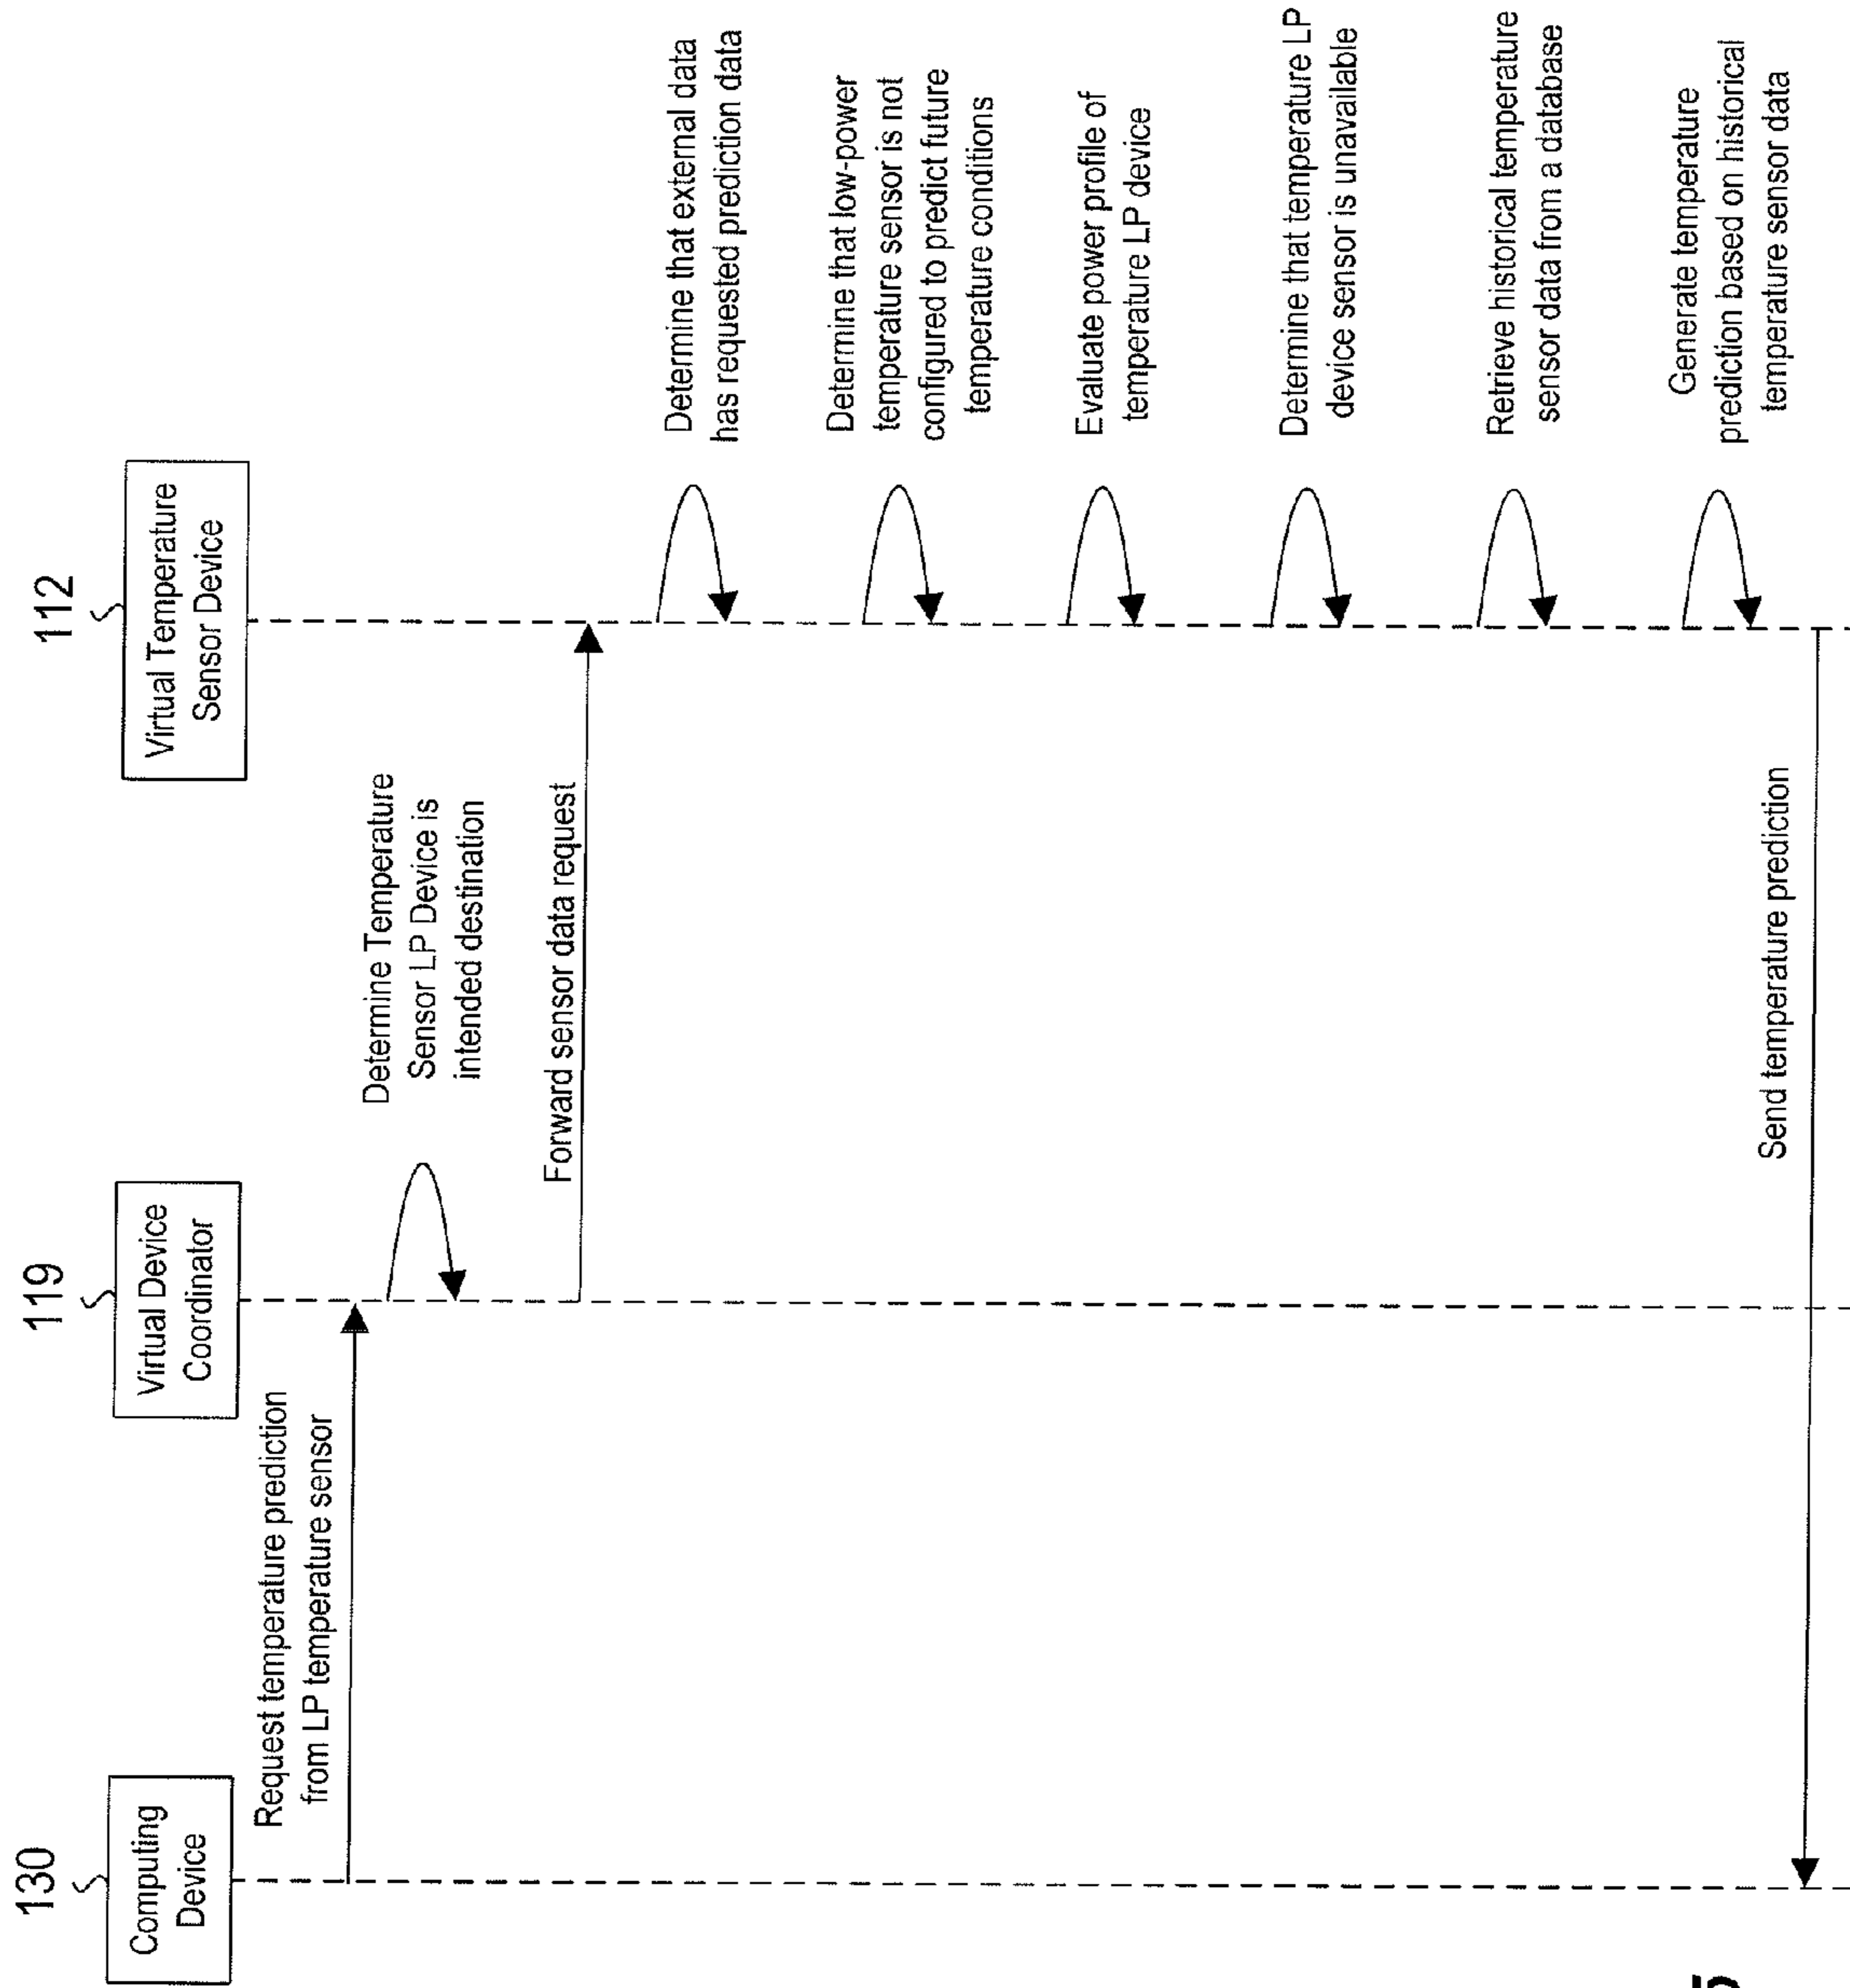 130
Computing
Device
119
Virtual Device
Coordinator
112
Virtual Temperature
Sensor Device
Request temperature prediction
from LP temperature sensor
Determine Temperature
Sensor LP Device is
intended destination
Forward sensor data request
Determine that external data
has requested prediction data
Determine that low-power
temperature sensor is not
configured to predict future
temperature conditions
Evaluate power profile of
temperature LP device
Determine that temperature LP
device sensor is unavailable
Retrieve historical temperature
sensor data from a database
Generate temperature
prediction based on historical
temperature sensor data
Send temperature prediction
5